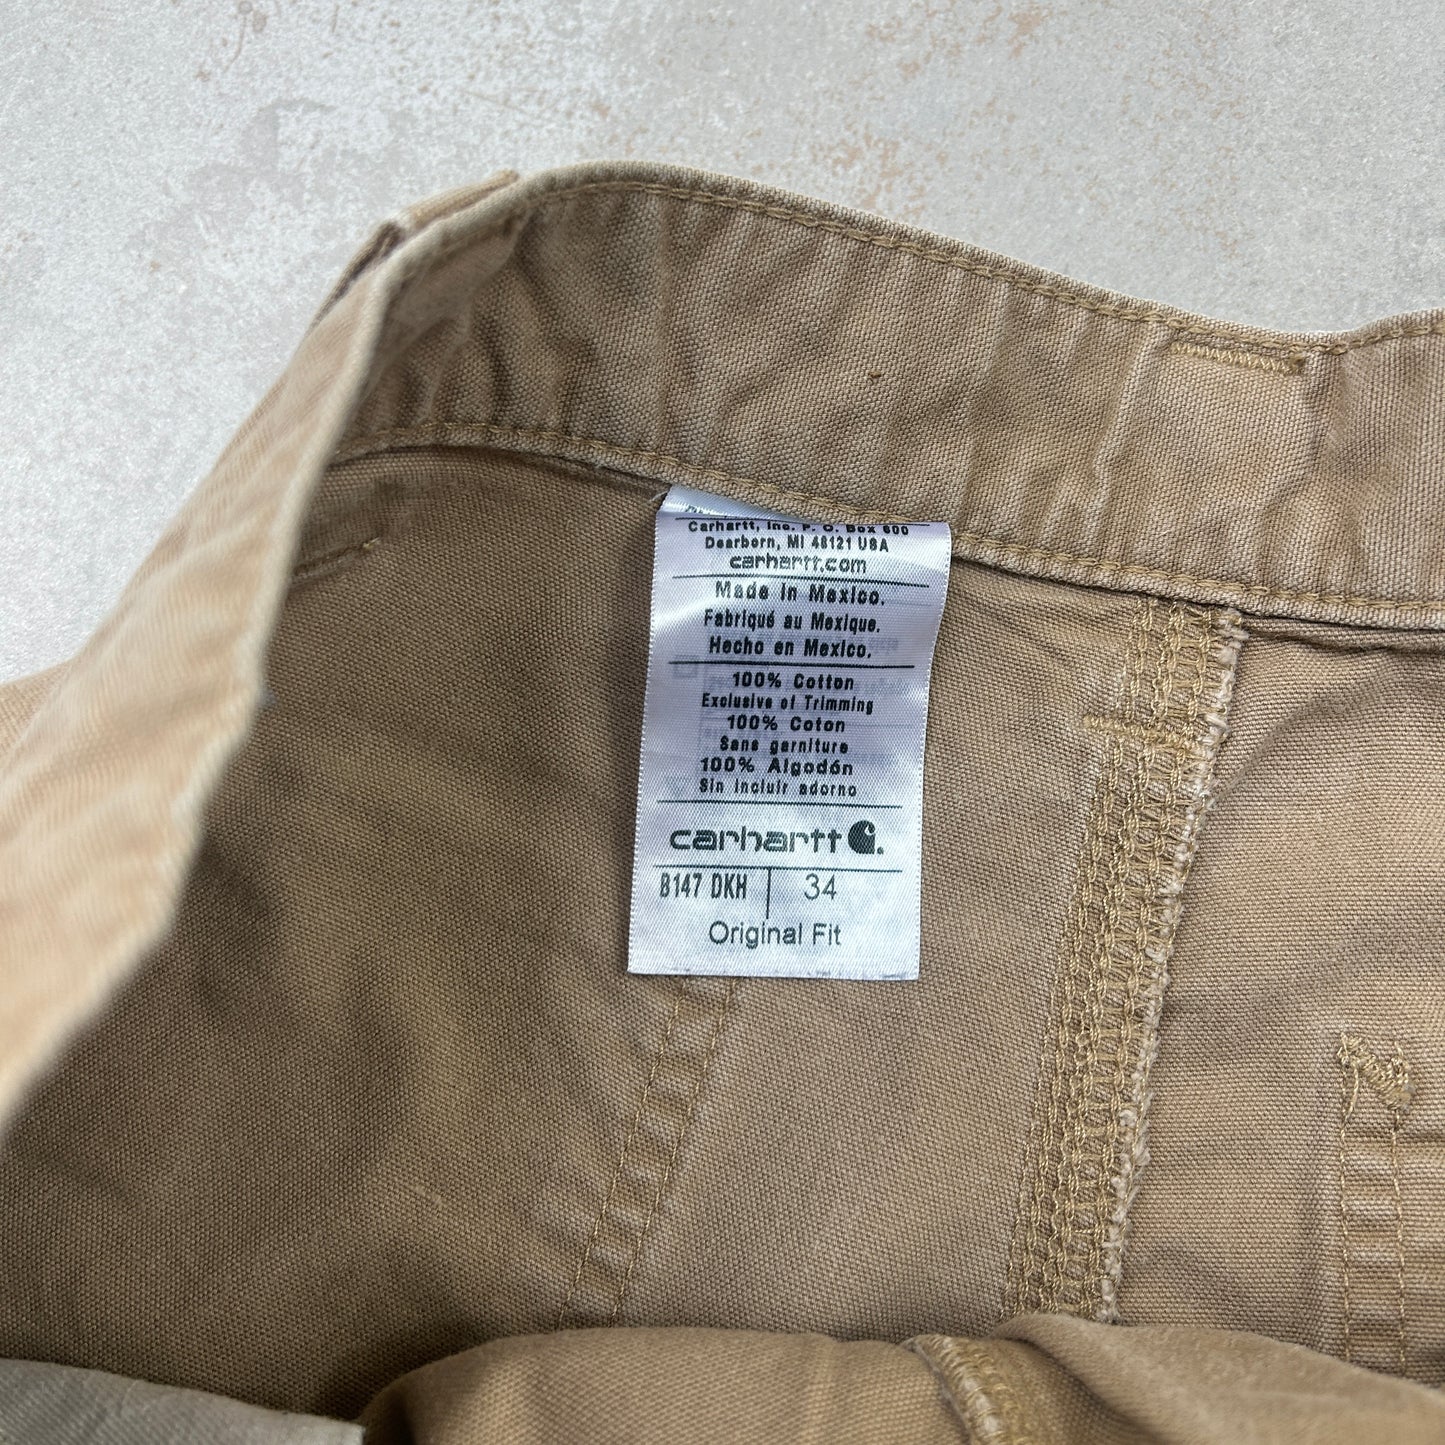 Carhartt, Inc. P. O. Box 600
Dearborn, MI 48121 USA
carhartt.com
Made in Mexico.
Fabriqué au Mexique.
Hecho en Mexico.
100% Cotton
Exclusive of Trimming
100% Coton
Sans garniture
100% Algodón
Sin incluir adorno
carhartt
B147 DKH 34
Original Fit